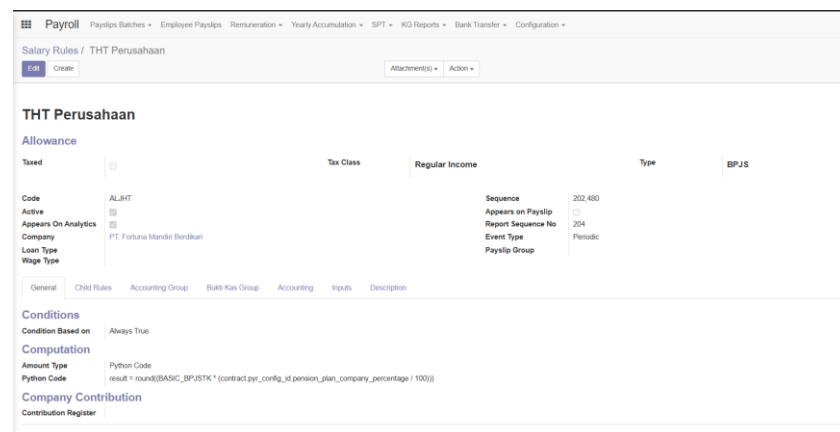 Payroll Payslips Batches Employee Payslips Remuneration Yearly Accumulation SPT KG Reports Bank Transfer Configuration
Salary Rules / THT Perusahaan
Edit Create Attachment(s) Action
THT Perusahaan
Allowance
Taxed Tax Class Regular Income Type BPJS
Code ALJHT Sequence 202,480
Active Appears on Payslip
Appears On Analytics Report Sequence No 204
Company PT. Fortuna Mandiri Berdikari Event Type Periodic
Loan Type Payslip Group
Wage Type
General Child Rules Accounting Group Bukti Kas Group Accounting Inputs Description
Conditions
Condition Based on Always True
Computation
Amount Type Python Code
Python Code result = round((BASIC_BPJSTK * (contract.pyr_config_id.pension_plan_company_percentage / 100)))
Company Contribution
Contribution Register